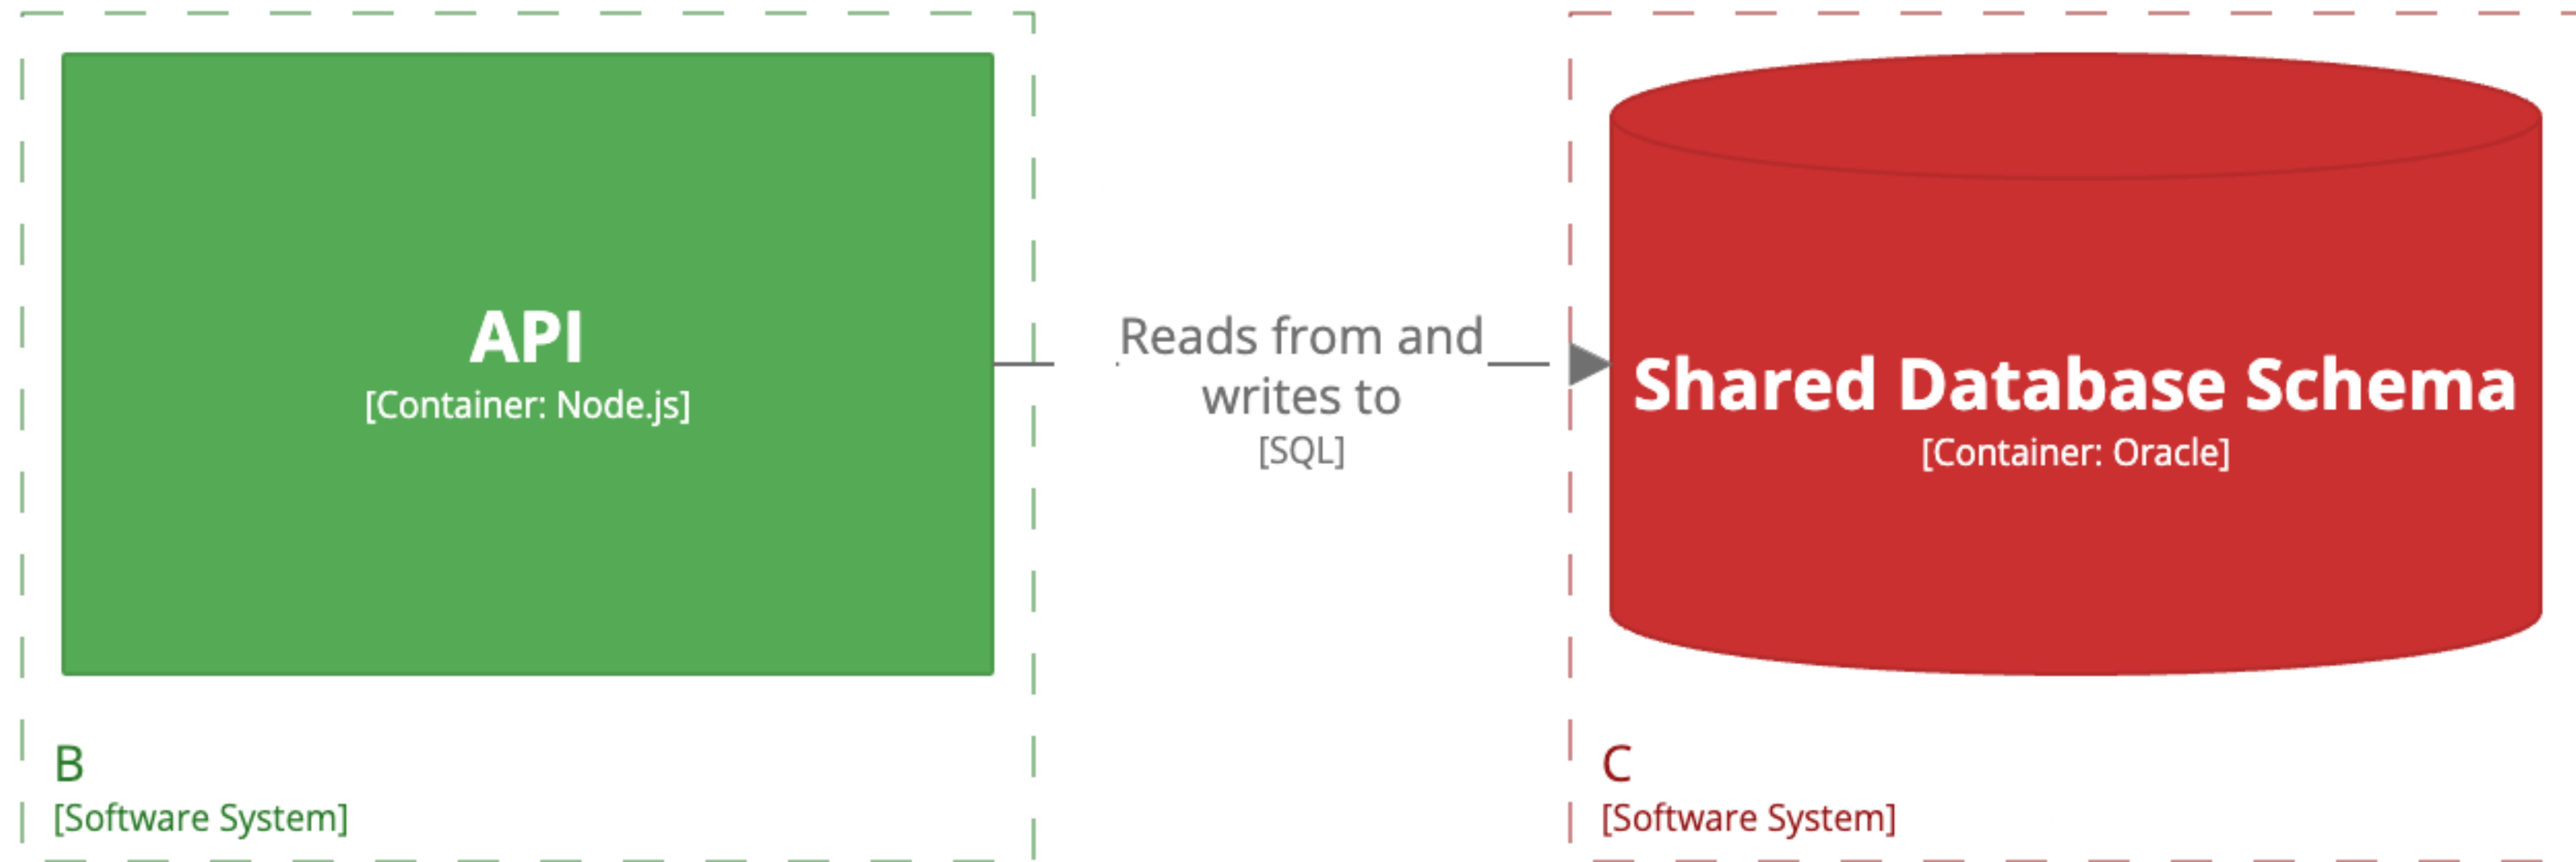 API
[Container: Node.js]
Reads from and
writes to
[SQL]
Shared Database Schema
[Container: Oracle]
B
[Software System]
C
[Software System]